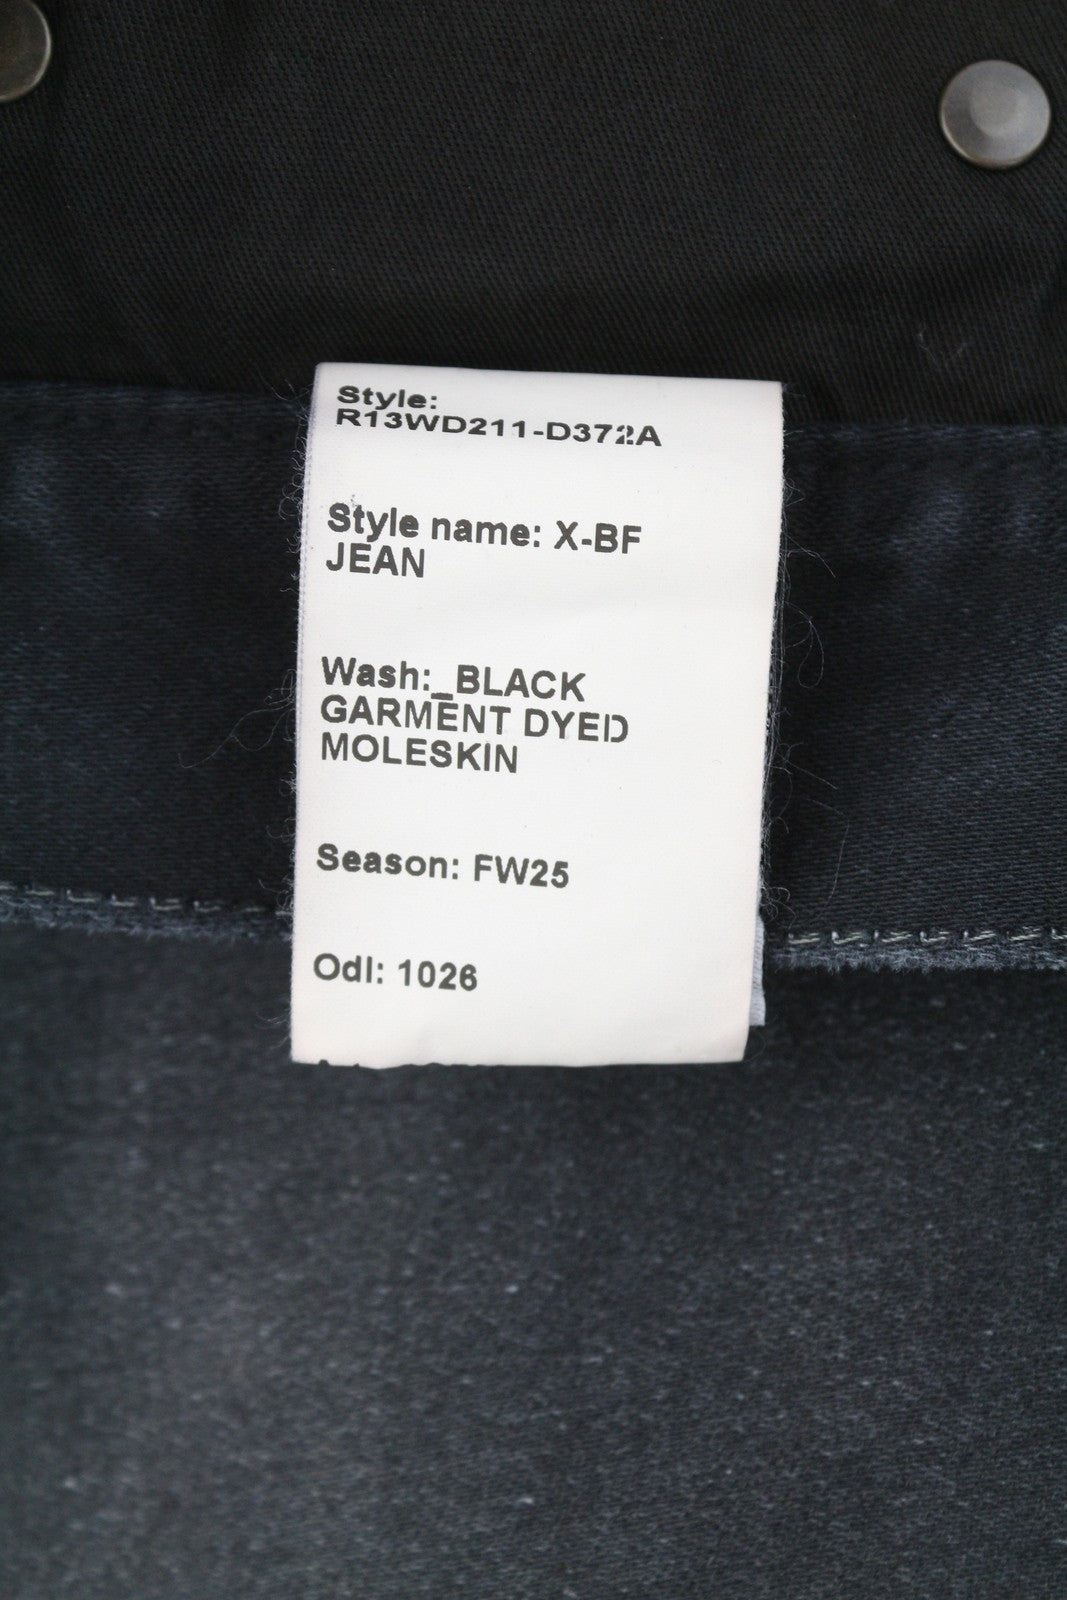 Style:
R13WD211-D372A
Style name: X-BF
JEAN
Wash:_BLACK
GARMENT DYED
MOLESKIN
Season: FW25
Odl: 1026